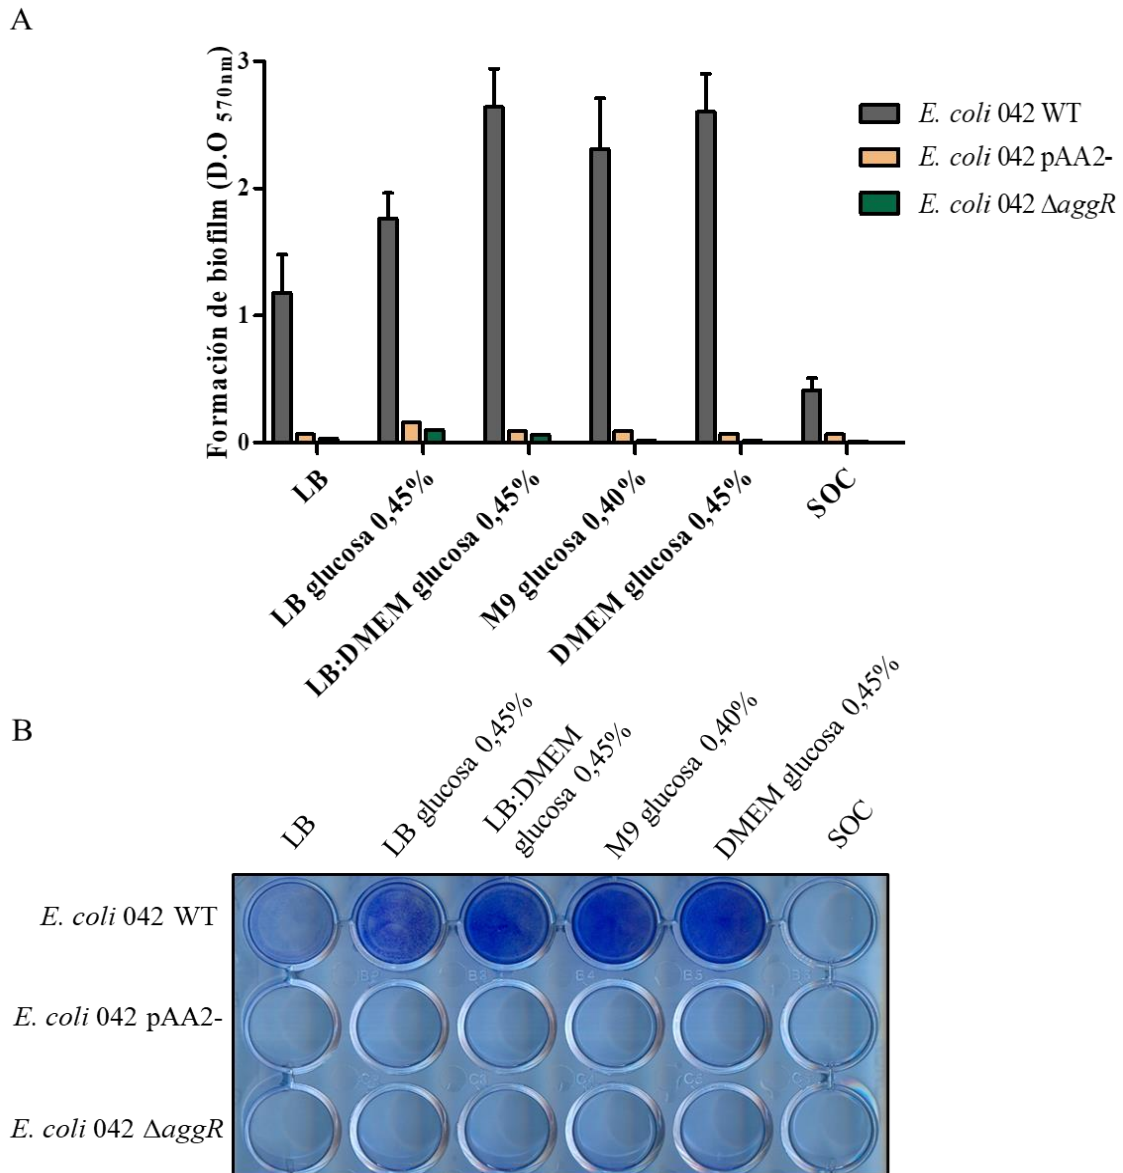 A
Formación de biofilm (D.O 570nm)
3
2
1
0
E. coli 042 WT
E. coli 042 pAA2-
E. coli 042 ΔaggR
LB
LB glucosa 0,45%
LB:DMEM glucosa 0,45%
M9 glucosa 0,40%
DMEM glucosa 0,45%
SOC
B
LB
LB glucosa 0,45%
LB:DMEM
glucosa 0,45%
M9 glucosa 0,40%
DMEM glucosa 0,45%
SOC
E. coli 042 WT
E. coli 042 pAA2-
E. coli 042 ΔaggR